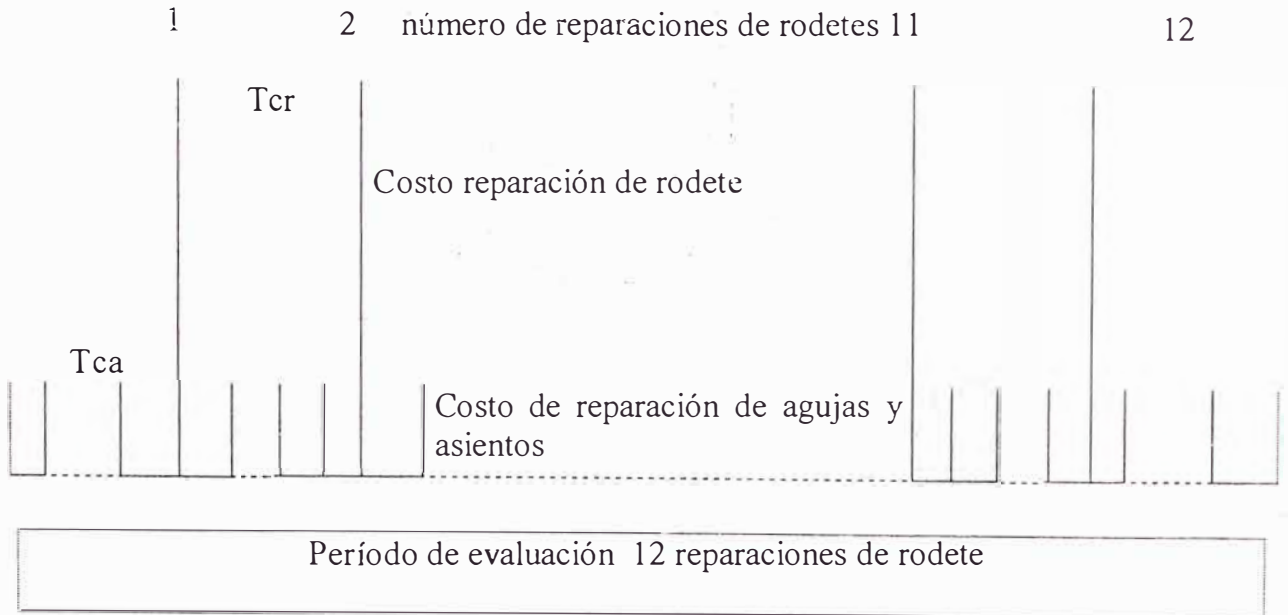 1 2 número de reparaciones de rodetes 11 12
Tcr
Costo reparación de rodete
Tca
Costo de reparación de agujas y
asientos
Período de evaluación 12 reparaciones de rodete